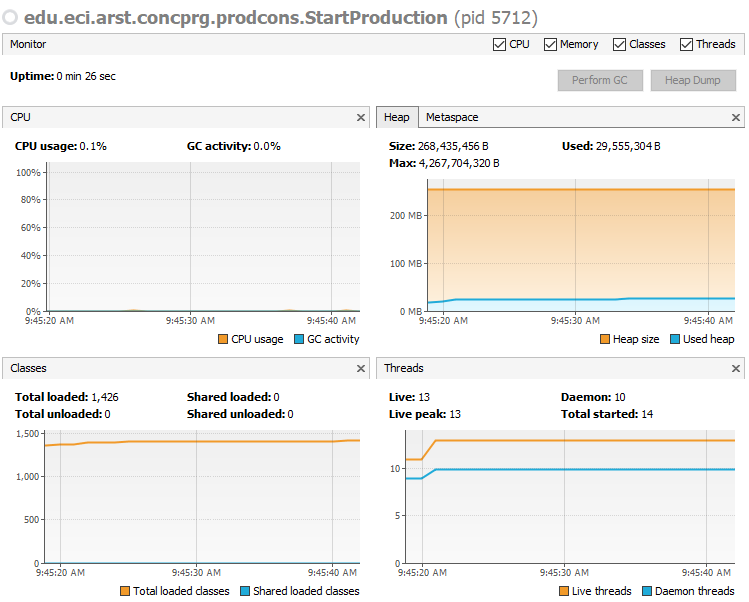 edu.eci.arst.concprg.prodcons.StartProduction (pid 5712)
Monitor CPU Memory Classes Threads
Uptime: 0 min 26 sec
Perform GC Heap Dump
CPU
CPU usage: 0.1% GC activity: 0.0%
100%
80%
60%
40%
20%
0%
9:45:20 AM 9:45:30 AM 9:45:40 AM
CPU usage GC activity
Heap Metaspace
Size: 268,435,456 B Used: 29,555,304 B
Max: 4,267,704,320 B
200 MB
100 MB
0 MB
9:45:20 AM 9:45:30 AM 9:45:40 AM
Heap size Used heap
Classes
Total loaded: 1,426 Shared loaded: 0
Total unloaded: 0 Shared unloaded: 0
1,500
1,000
500
0
9:45:20 AM 9:45:30 AM 9:45:40 AM
Total loaded classes Shared loaded classes
Threads
Live: 13 Daemon: 10
Live peak: 13 Total started: 14
10
5
0
9:45:20 AM 9:45:30 AM 9:45:40 AM
Live threads Daemon threads